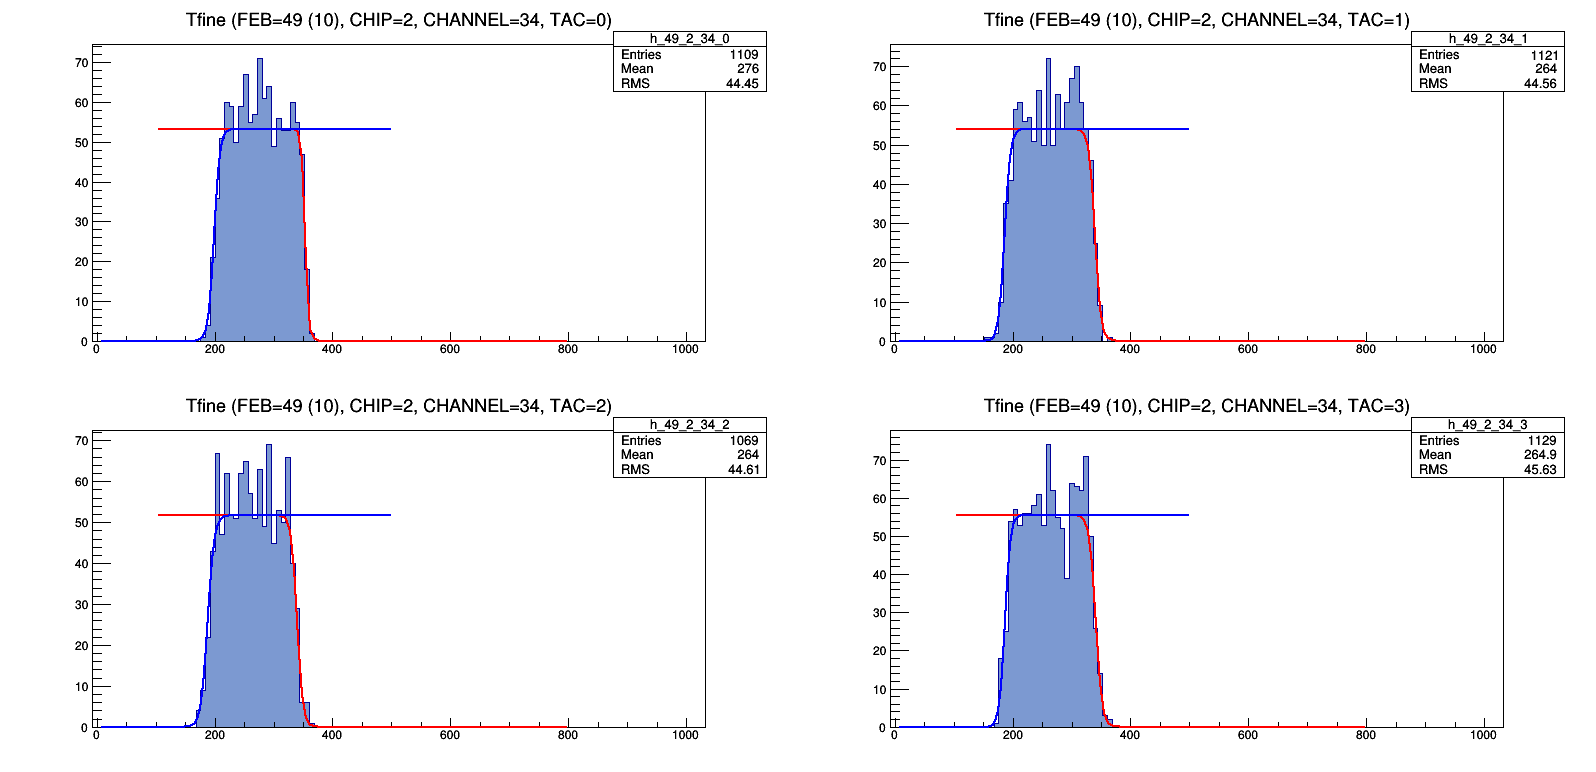 Tfine (FEB=49 (10), CHIP=2, CHANNEL=34, TAC=0)
h_49_2_34_0
Entries 1109
Mean 276
RMS 44.45
70
60
50
40
30
20
10
0
0 200 400 600 800 1000
Tfine (FEB=49 (10), CHIP=2, CHANNEL=34, TAC=1)
h_49_2_34_1
Entries 1121
Mean 264
RMS 44.56
70
60
50
40
30
20
10
0
0 200 400 600 800 1000
Tfine (FEB=49 (10), CHIP=2, CHANNEL=34, TAC=2)
h_49_2_34_2
Entries 1069
Mean 264
RMS 44.61
70
60
50
40
30
20
10
0
0 200 400 600 800 1000
Tfine (FEB=49 (10), CHIP=2, CHANNEL=34, TAC=3)
h_49_2_34_3
Entries 1129
Mean 264.9
RMS 45.63
70
60
50
40
30
20
10
0
0 200 400 600 800 1000